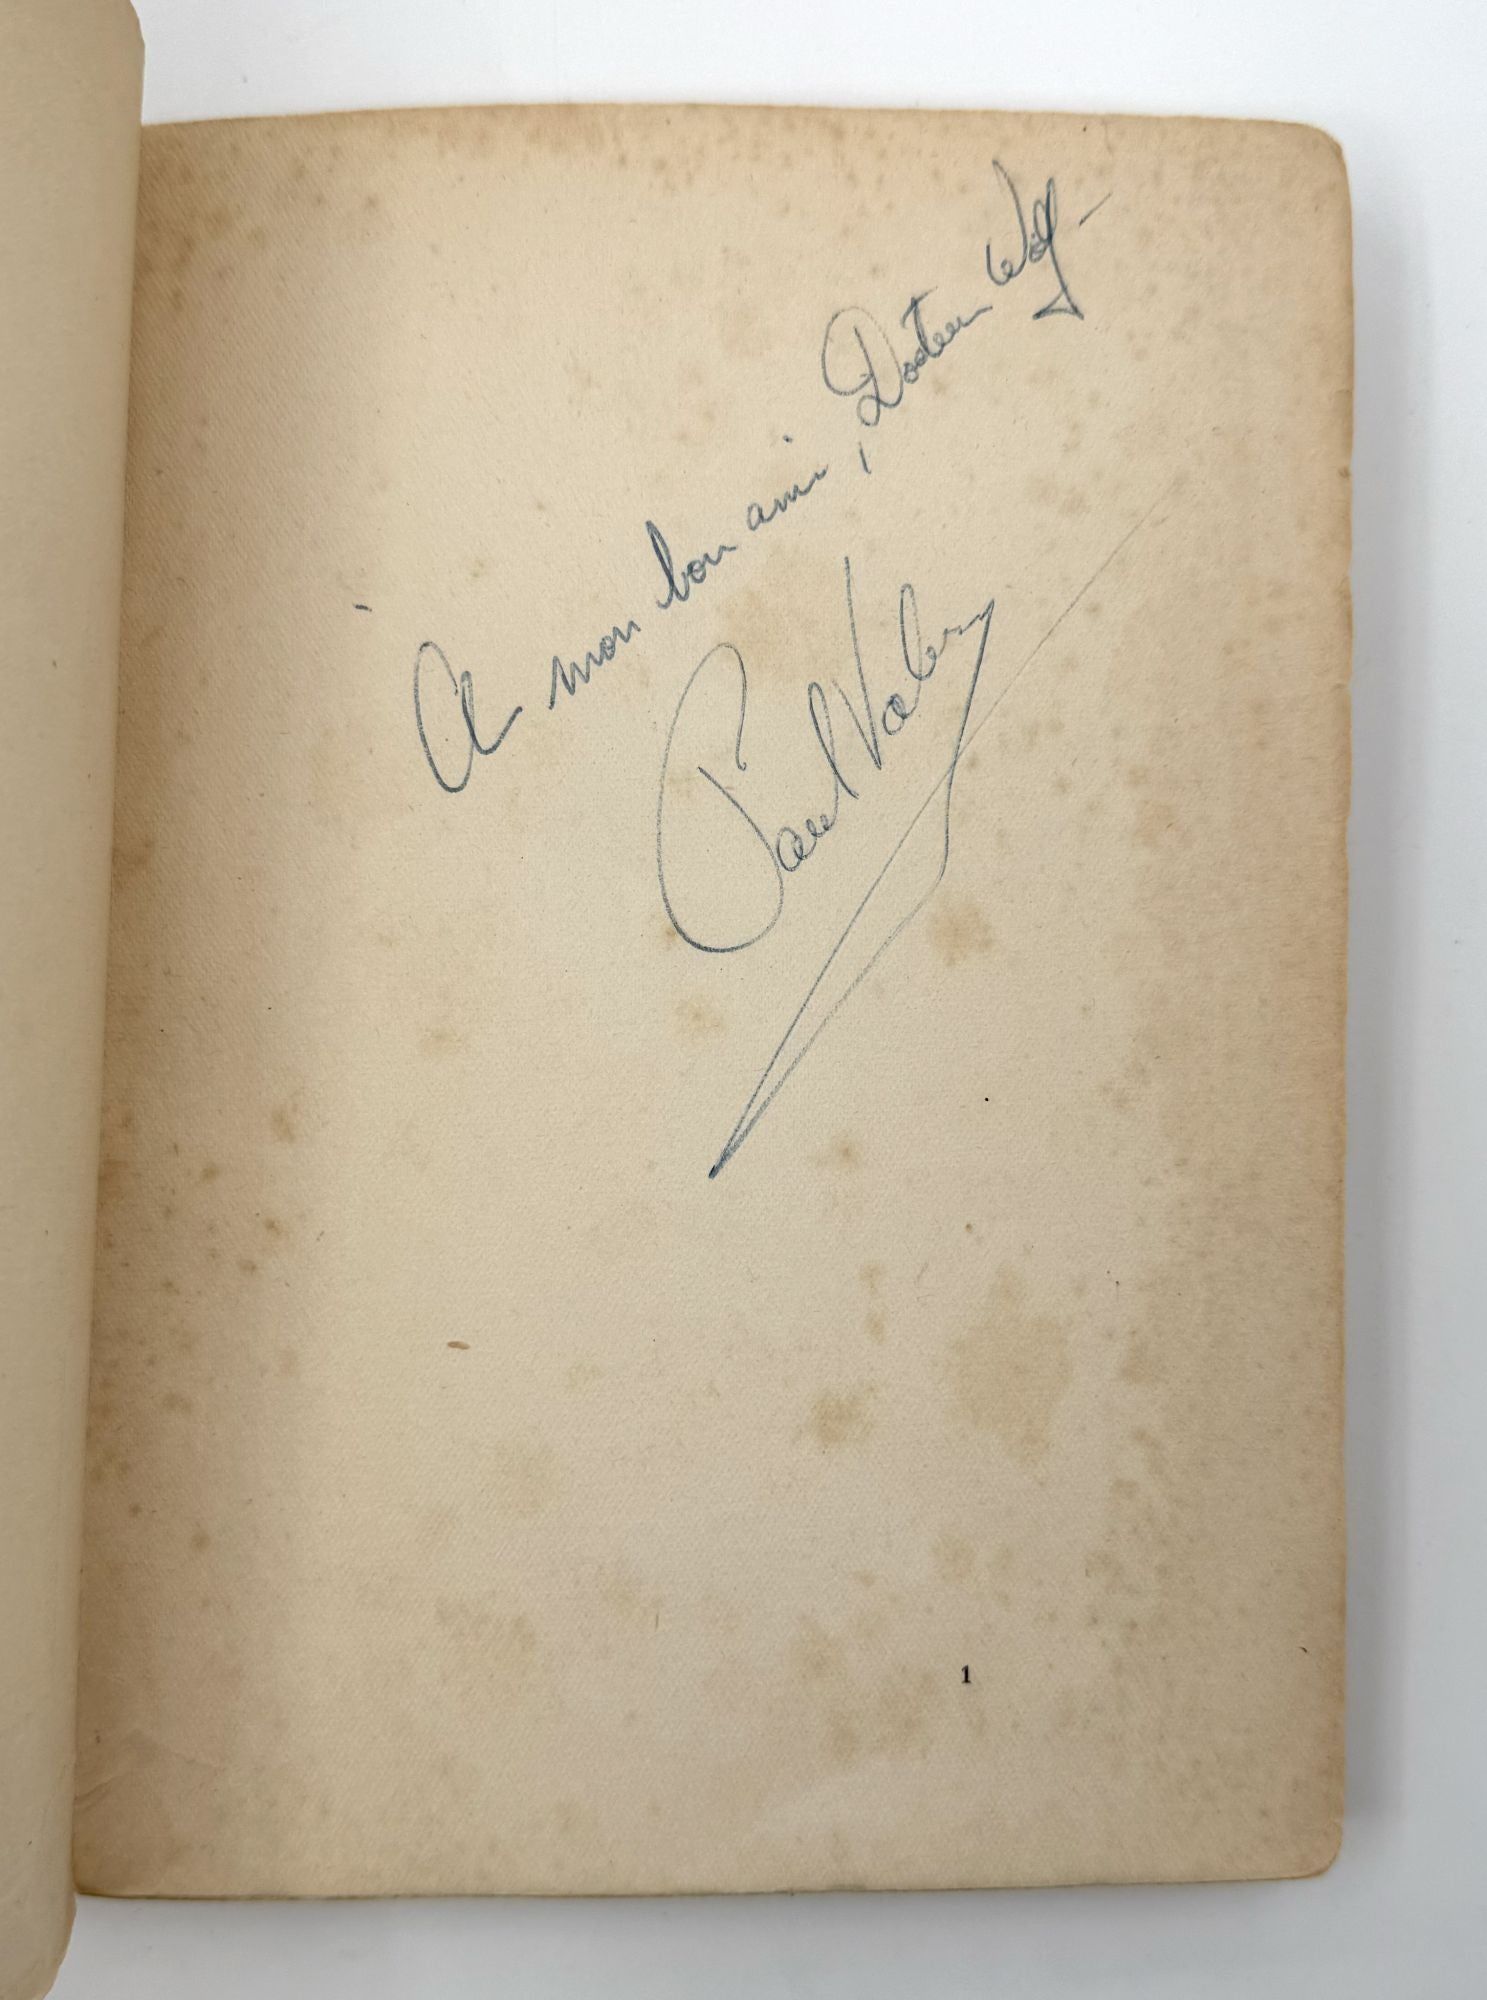 À mon bon ami, Docteur Wolf -
Paul Valéry
1